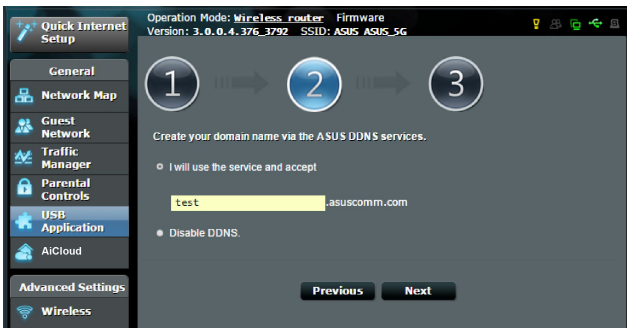 Quick Internet
Setup
General
Network Map
Guest
Network
Traffic
Manager
Parental
Controls
USB
Application
AiCloud
Advanced Settings
Wireless
Operation Mode: Wireless router Firmware
Version: 3.0.0.4.376_3792 SSID: ASUS ASUS_5G
1
2
3
Create your domain name via the ASUS DDNS services.
I will use the service and accept
test .asuscomm.com
Disable DDNS.
Previous Next